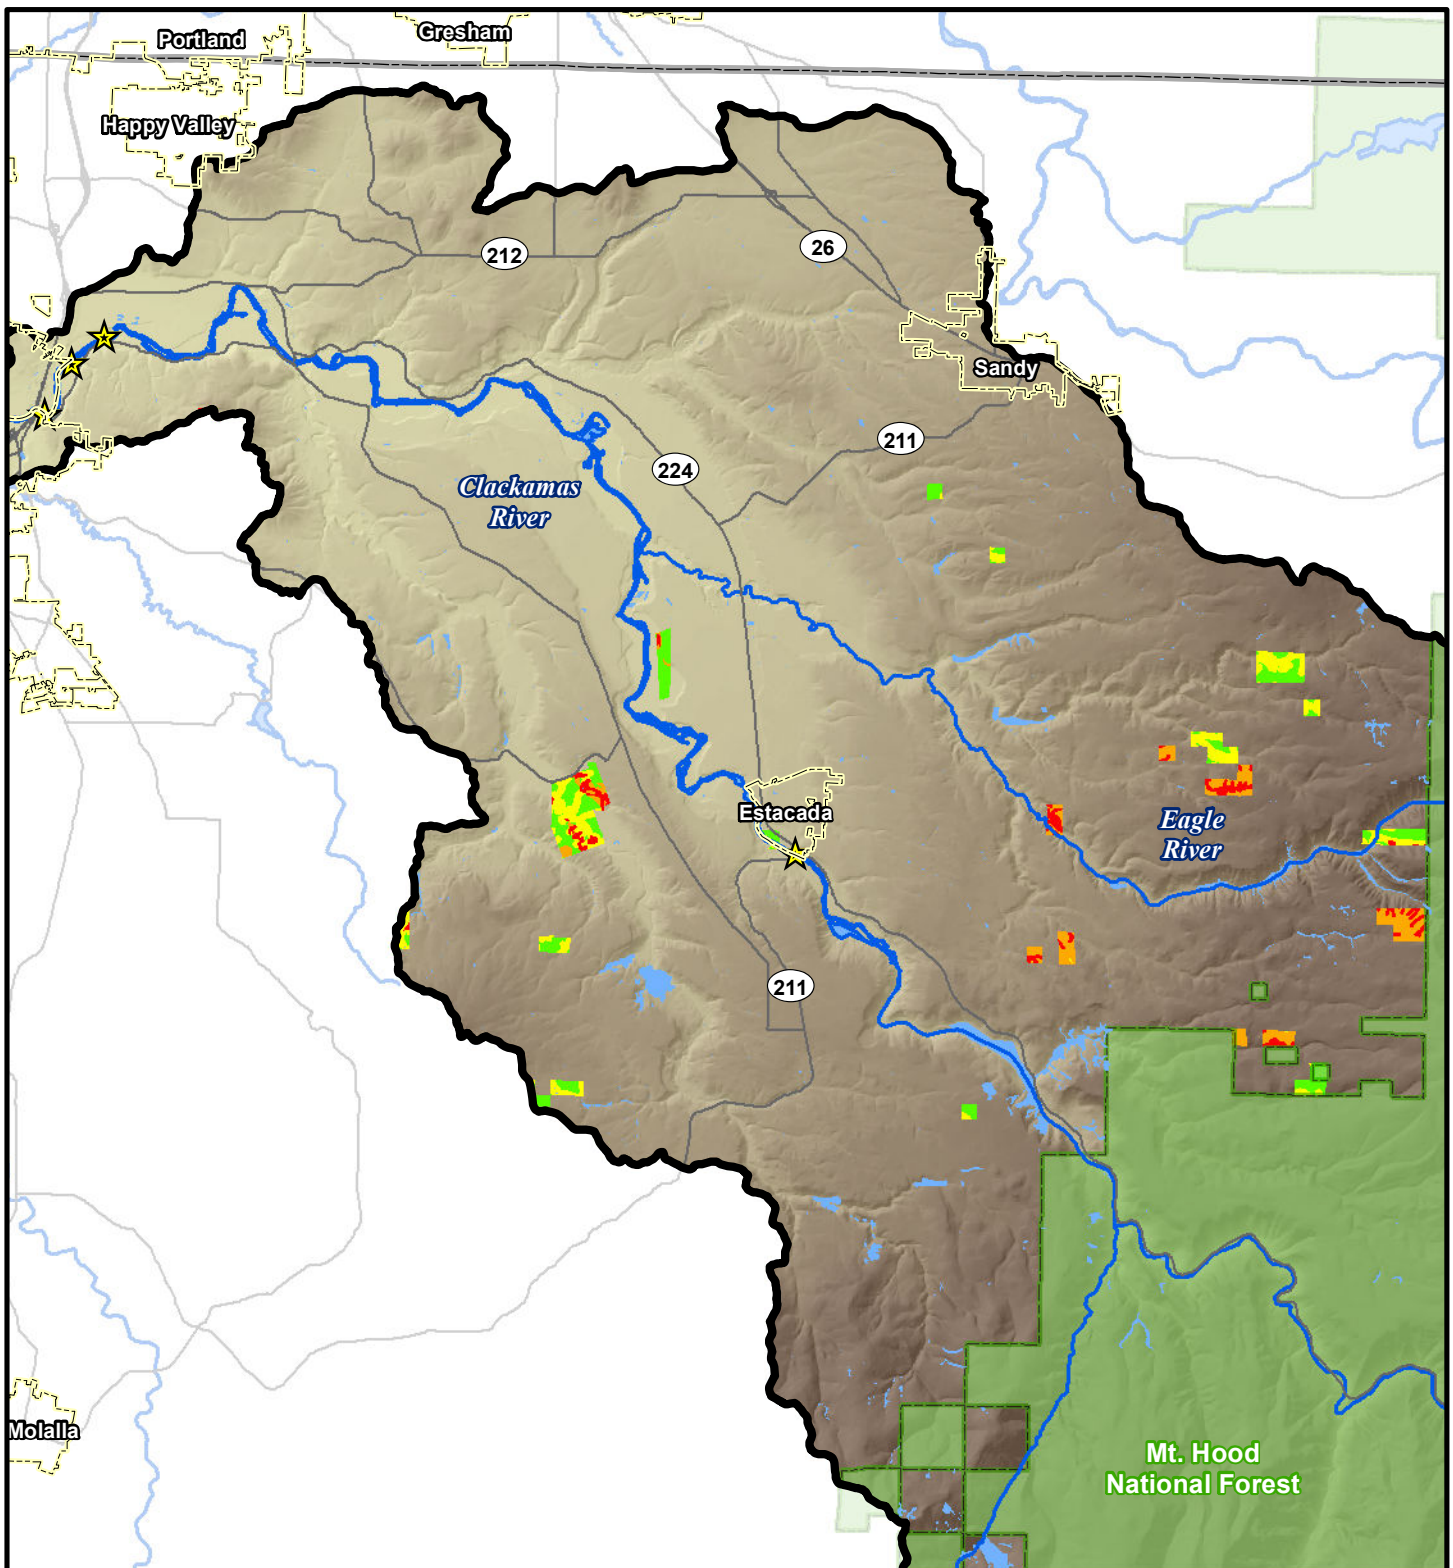 Portland
Gresham
Happy Valley
212
26
Sandy
211
224
Clackamas
River
Estacada
Eagle
River
211
Molalla
Mt. Hood
National Forest